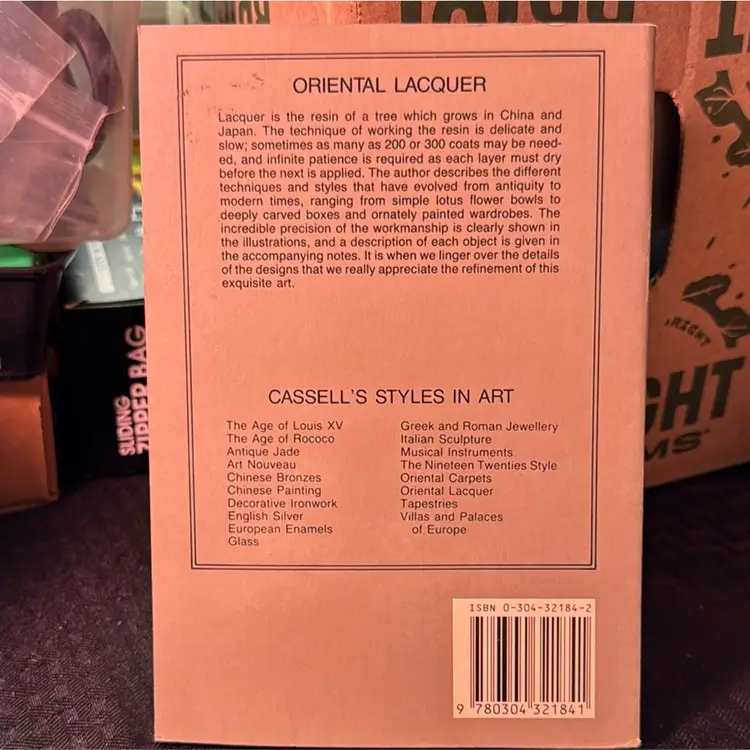 ORIENTAL LACQUER
Lacquer is the resin of a tree which grows in China and
Japan. The technique of working the resin is delicate and
slow; sometimes as many as 200 or 300 coats may be need-
ed, and infinite patience is required as each layer must dry
before the next is applied. The author describes the different
techniques and styles that have evolved from antiquity to
modern times, ranging from simple lotus flower bowls to
deeply carved boxes and ornately painted wardrobes. The
incredible precision of the workmanship is clearly shown in
the illustrations, and a description of each object is given in
the accompanying notes. It is when we linger over the details
of the designs that we really appreciate the refinement of this
exquisite art.
CASSELL'S STYLES IN ART
The Age of Louis XV
The Age of Rococo
Antique Jade
Art Nouveau
Chinese Bronzes
Chinese Painting
Decorative Ironwork
English Silver
European Enamels
Glass
Greek and Roman Jewellery
Italian Sculpture
Musical Instruments
The Nineteen Twenties Style
Oriental Carpets
Oriental Lacquer
Tapestries
Villas and Palaces
of Europe
ISBN 0-304-32184-2
9 780304 321841
SLIDING
ZIPPER BAG
RIGHT